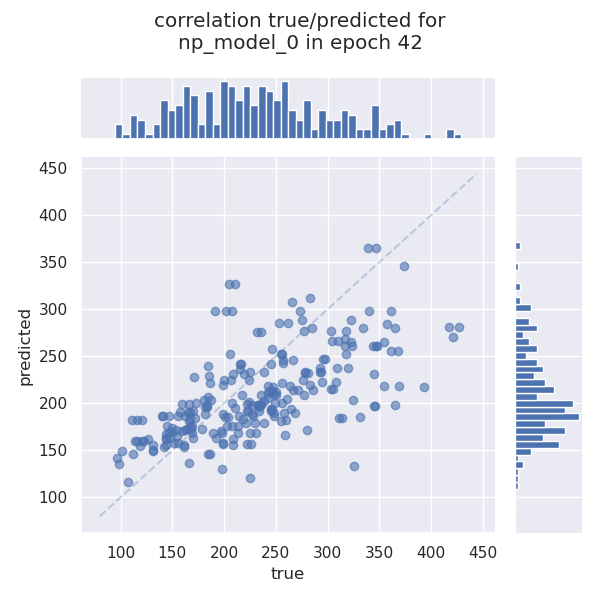 correlation true/predicted for
np_model_0 in epoch 42
450
400
350
300
250
200
150
100
predicted
100 150 200 250 300 350 400 450
true